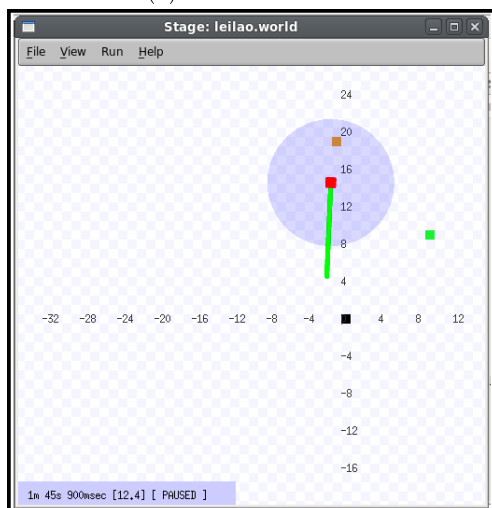 Stage: leilao.world
File View Run Help
24
20
16
12
8
4
-32 -28 -24 -20 -16 -12 -8 -4 4 8 12
-4
-8
-12
-16
1m 45s 900msec [12.4] [ PAUSED ]